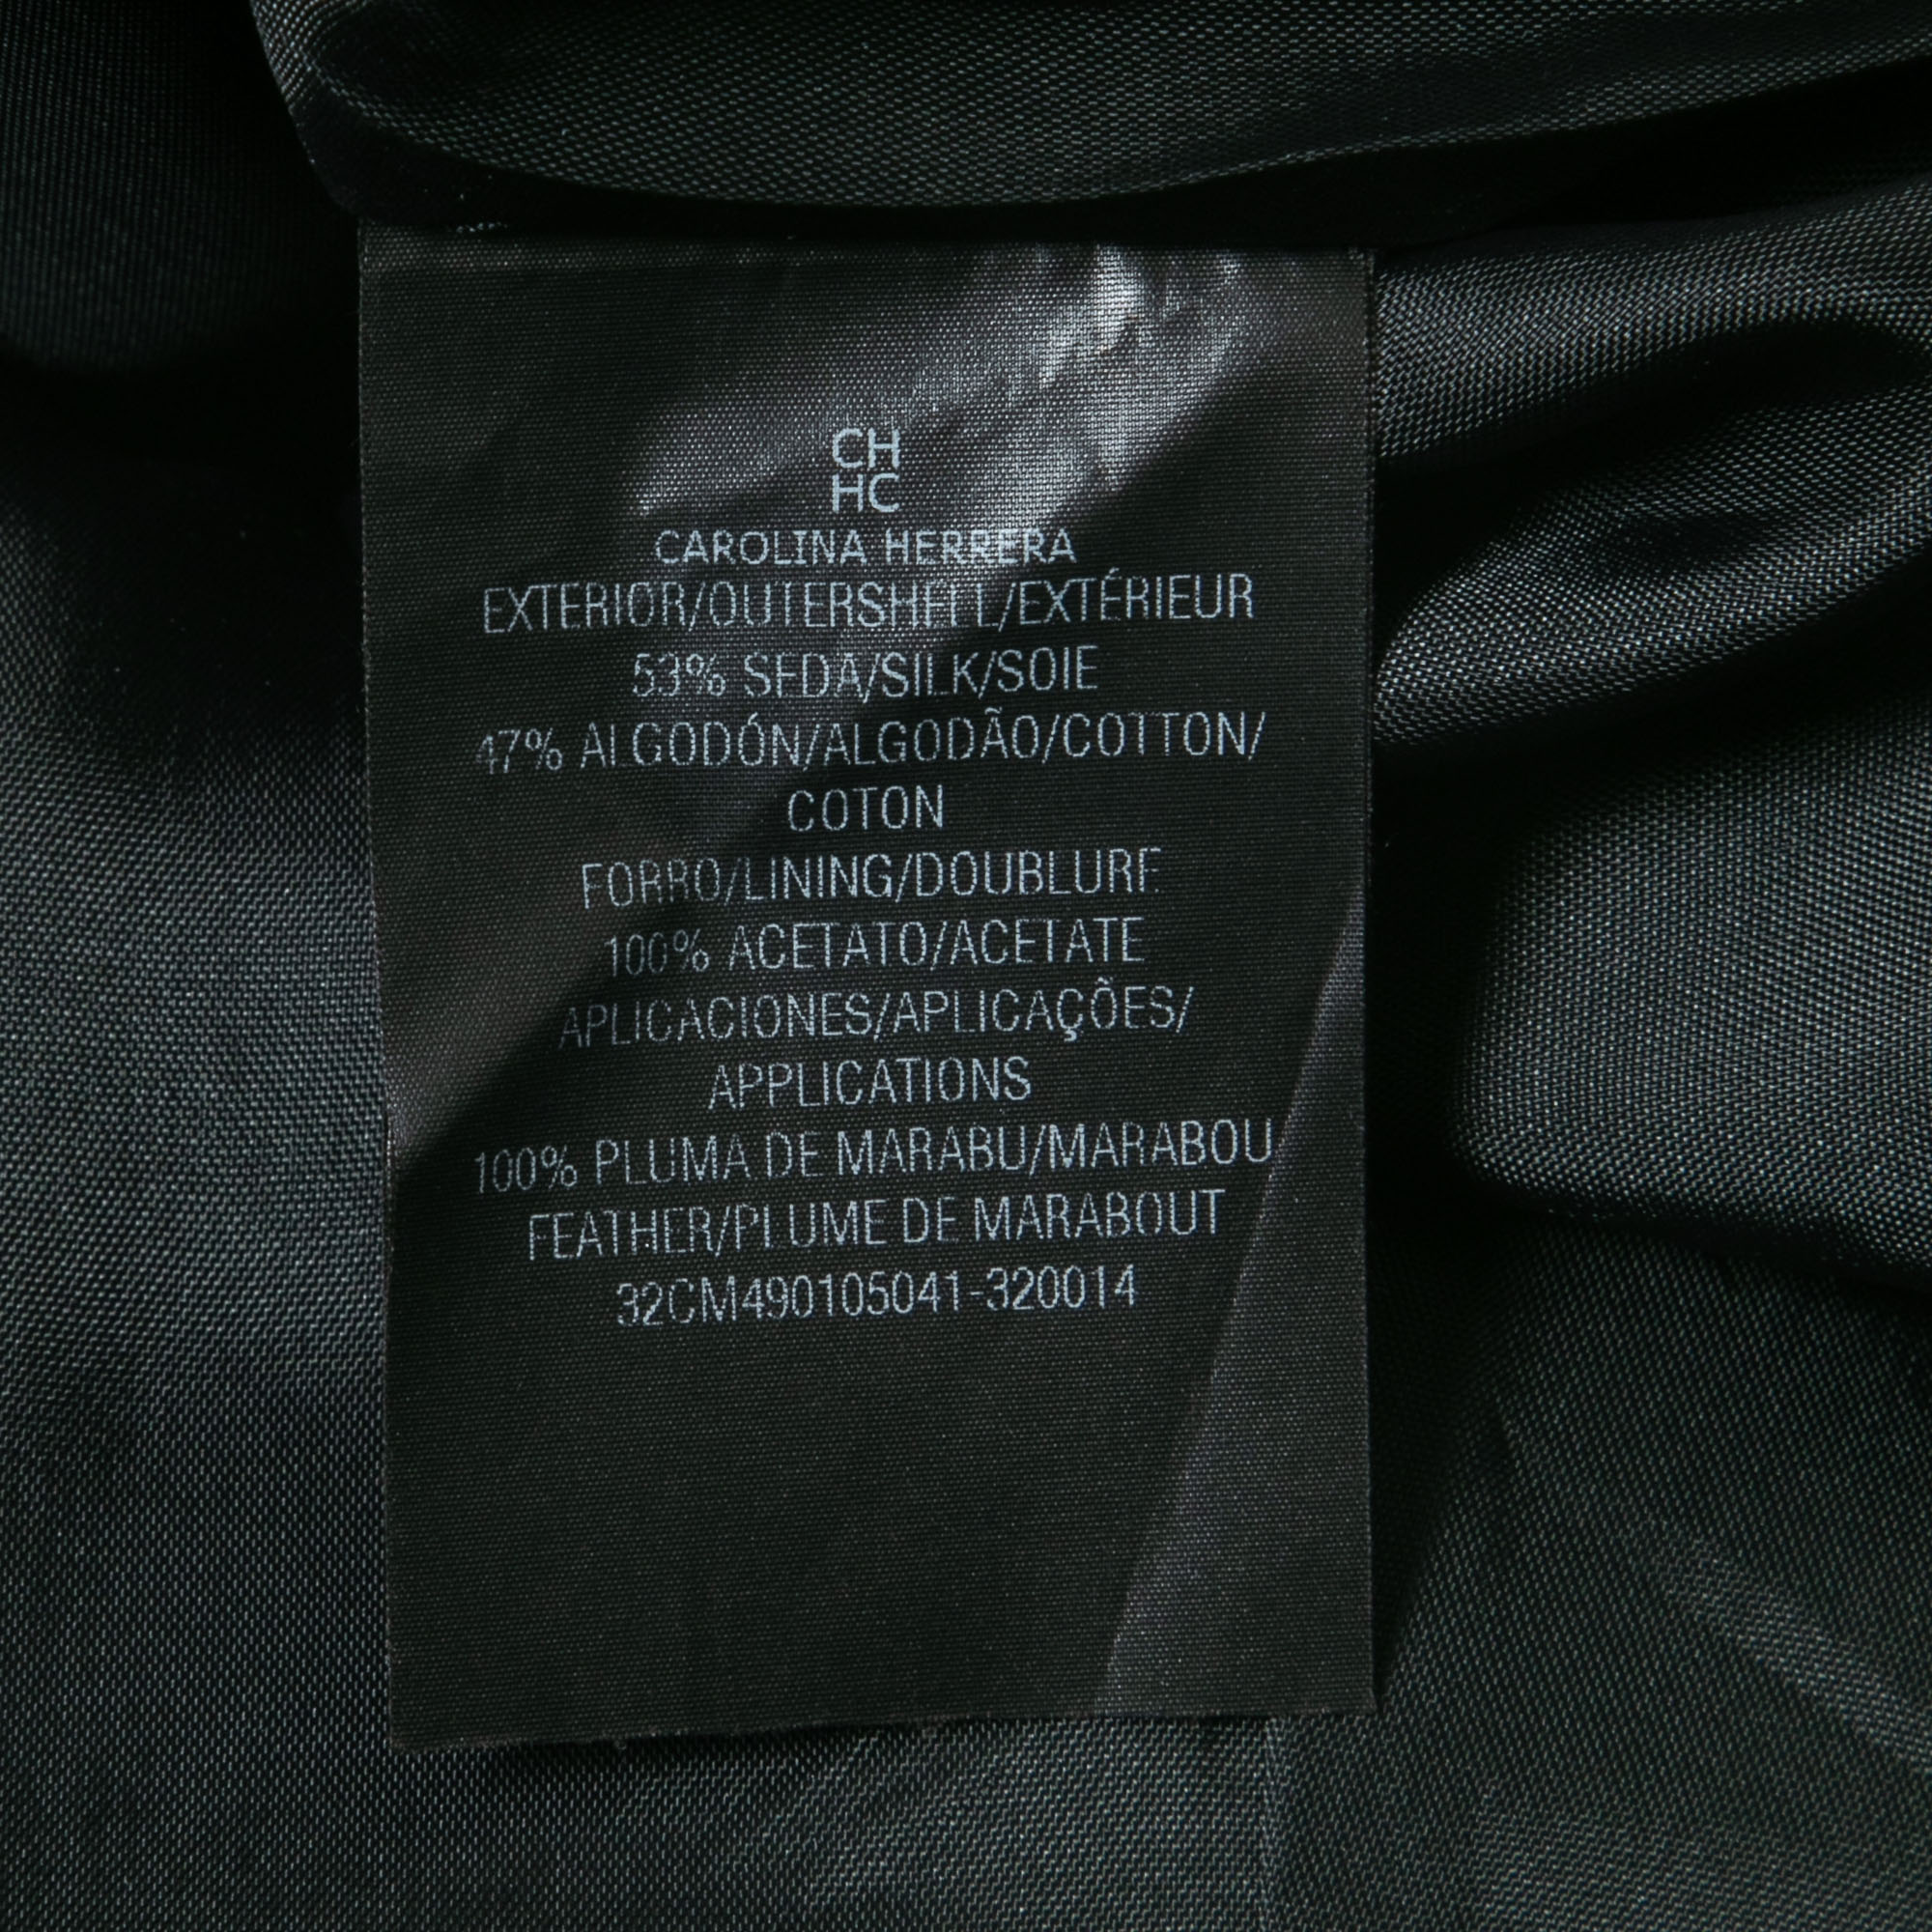 CH
HC
CAROLINA HERRERA
EXTERIOR/OUTERSHELL/EXTÉRIEUR
53% SEDA/SILK/SOIE
47% ALGODÓN/ALGODÃO/COTTON/
COTON
FORRO/LINING/DOUBLURE
100% ACETATO/ACETATE
APLICACIONES/APLICAÇÕES/
APPLICATIONS
100% PLUMA DE MARABU/MARABOU
FEATHER/PLUME DE MARABOUT
32CM490105041-320014